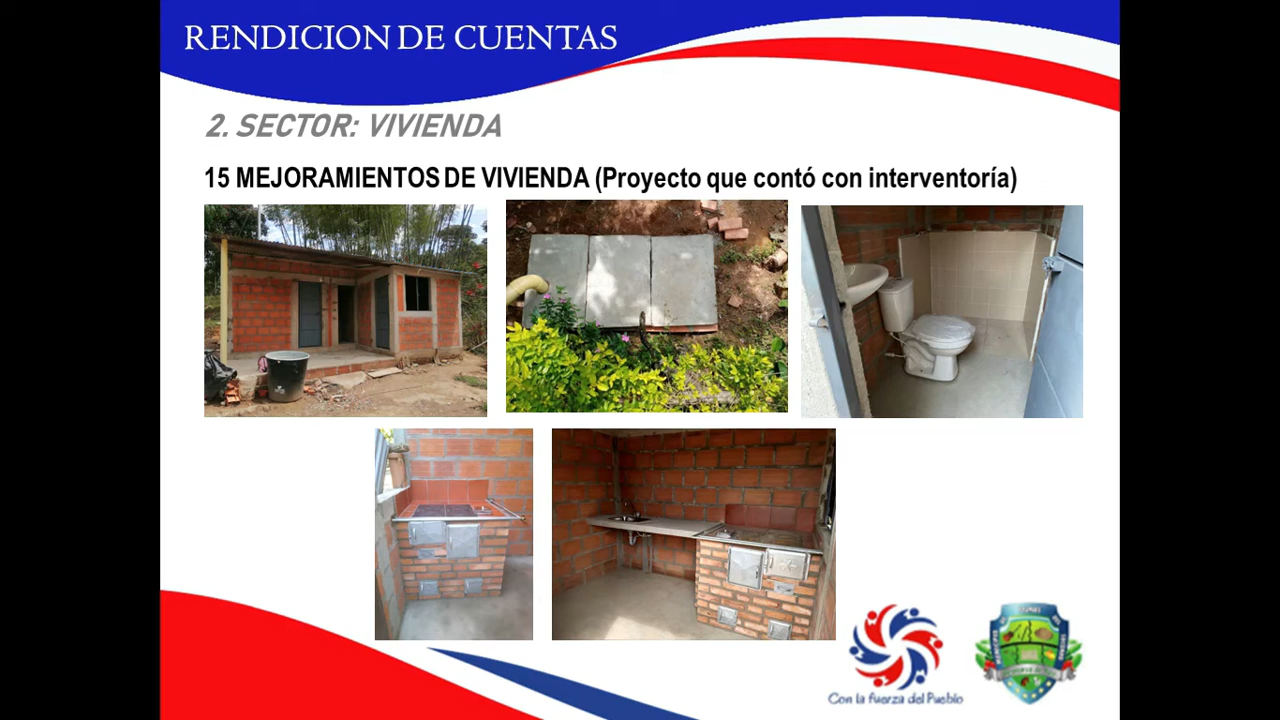 RENDICION DE CUENTAS
2. SECTOR: VIVIENDA
15 MEJORAMIENTOS DE VIVIENDA (Proyecto que contó con interventoría)
Con la fuerza del Pueblo